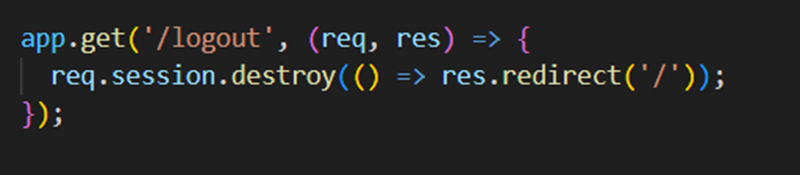 app.get('/logout', (req, res) => {
  req.session.destroy(() => res.redirect('/'));
});